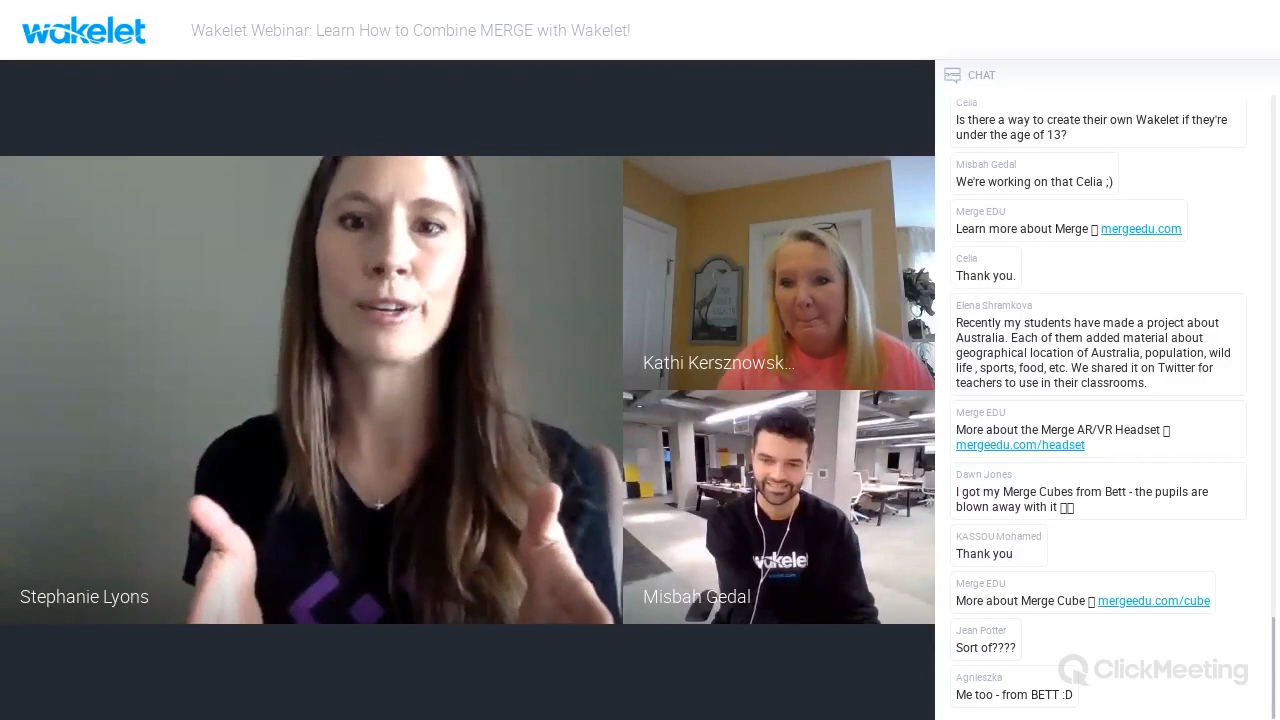 wakelet
Wakelet Webinar: Learn How to Combine MERGE with Wakelet!
CHAT
Celia
Is there a way to create their own Wakelet if they're
under the age of 13?
Misbah Gedal
We're working on that Celia ;)
Merge EDU
Learn more about Merge mergeedu.com
Celia
Thank you.
Elena Shramkova
Recently my students have made a project about
Australia. Each of them added material about
geographical location of Australia, population, wild
life , sports, food, etc. We shared it on Twitter for
teachers to use in their classrooms.
Merge EDU
More about the Merge AR/VR Headset
mergeedu.com/headset
Dawn Jones
I got my Merge Cubes from Bett - the pupils are
blown away with it
KASSOU Mohamed
Thank you
Merge EDU
More about Merge Cube mergeedu.com/cube
Jean Potter
Sort of????
Agnieszka
Me too - from BETT :D
ClickMeeting
Stephanie Lyons
Kathi Kersznowsk...
Misbah Gedal
wakelet